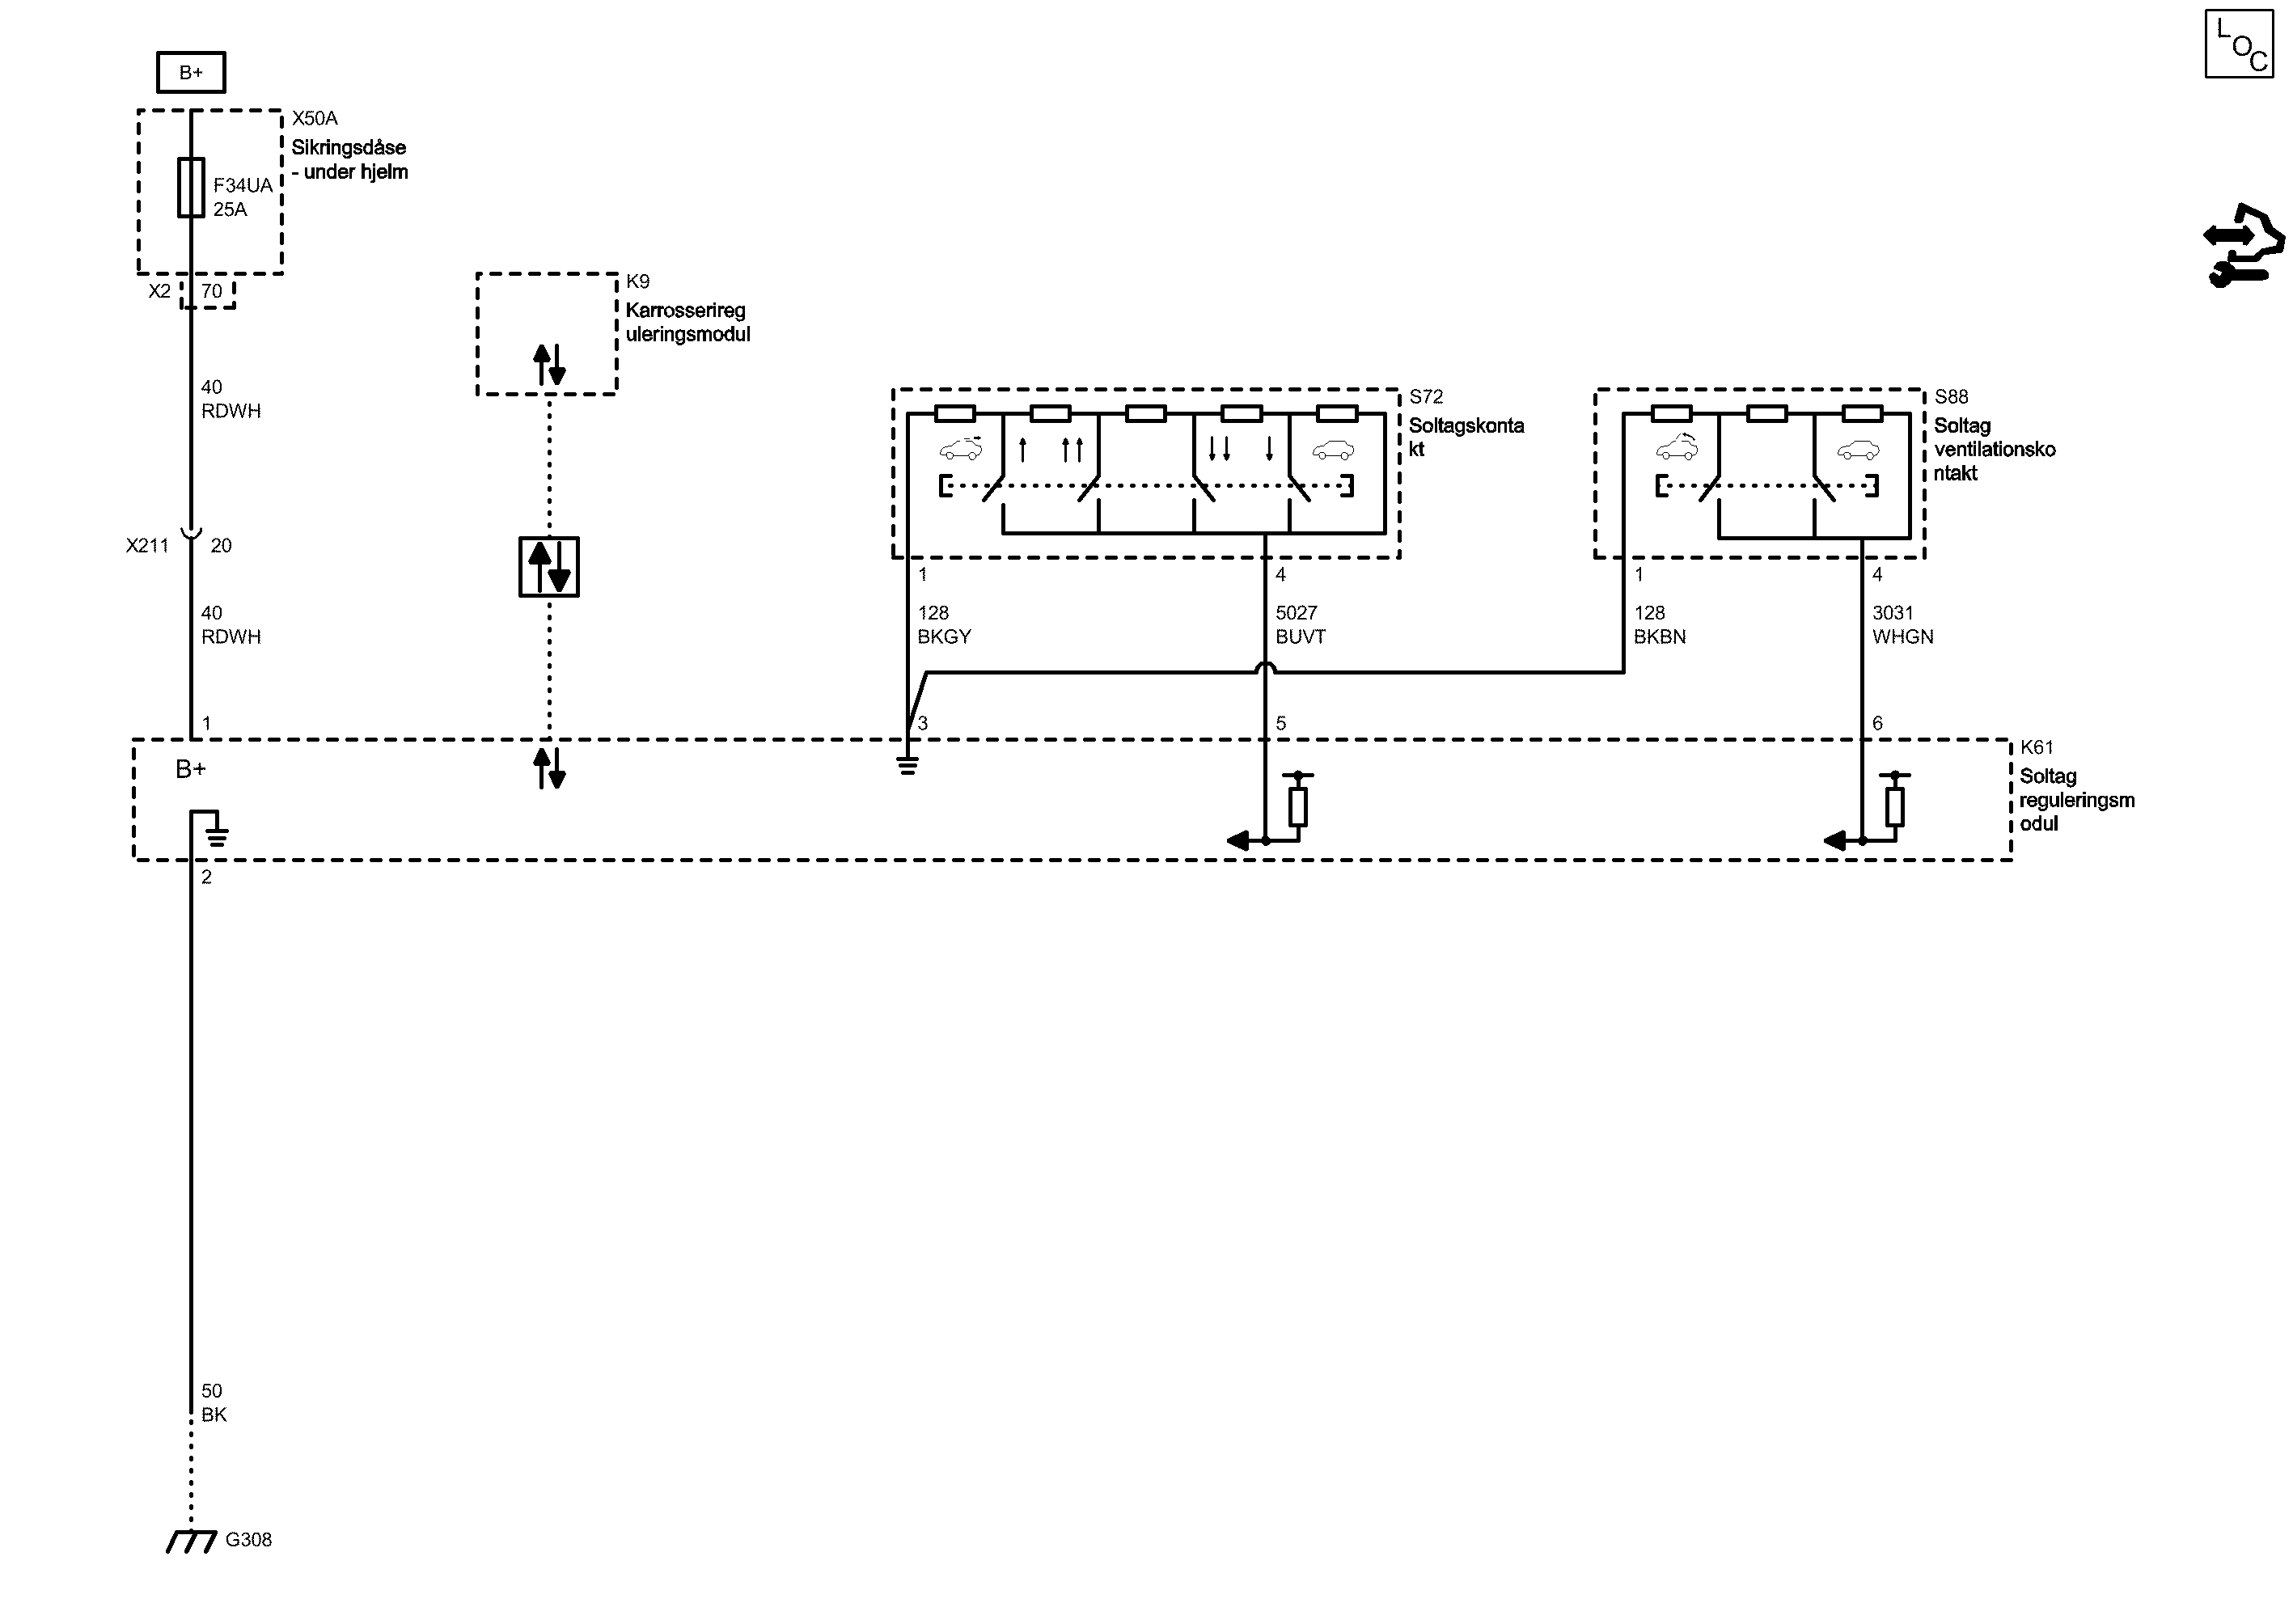 LOC
B+
X50A
Sikringsdåse
- under hjelm
F34UA
25A
X2
70
K9
Karrosserireg
uleringsmodul
40
RDWH
S72
Soltagskonta
kt
S88
Soltag
ventilationsko
ntakt
X211
20
1
4
1
4
40
RDWH
128
BKGY
5027
BUVT
128
BKBN
3031
WHGN
1
3
5
6
B+
K61
Soltag
reguleringsm
odul
2
50
BK
G308